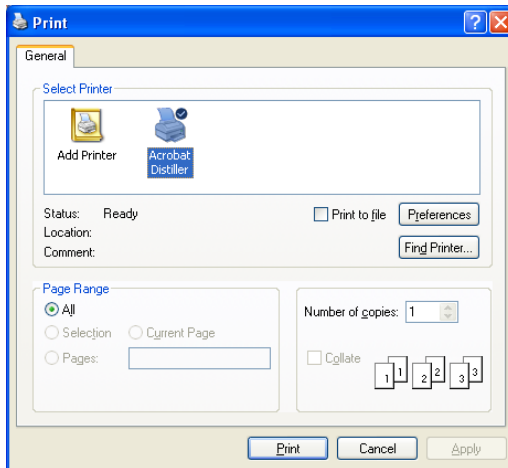 Print
General
Select Printer
Add Printer
Acrobat
Distiller
Status: Ready
Location:
Comment:
Print to file
Preferences
Find Printer...
Page Range
All
Selection
Current Page
Pages:
Number of copies: 1
Collate
1 1 2 2 3 3
Print
Cancel
Apply